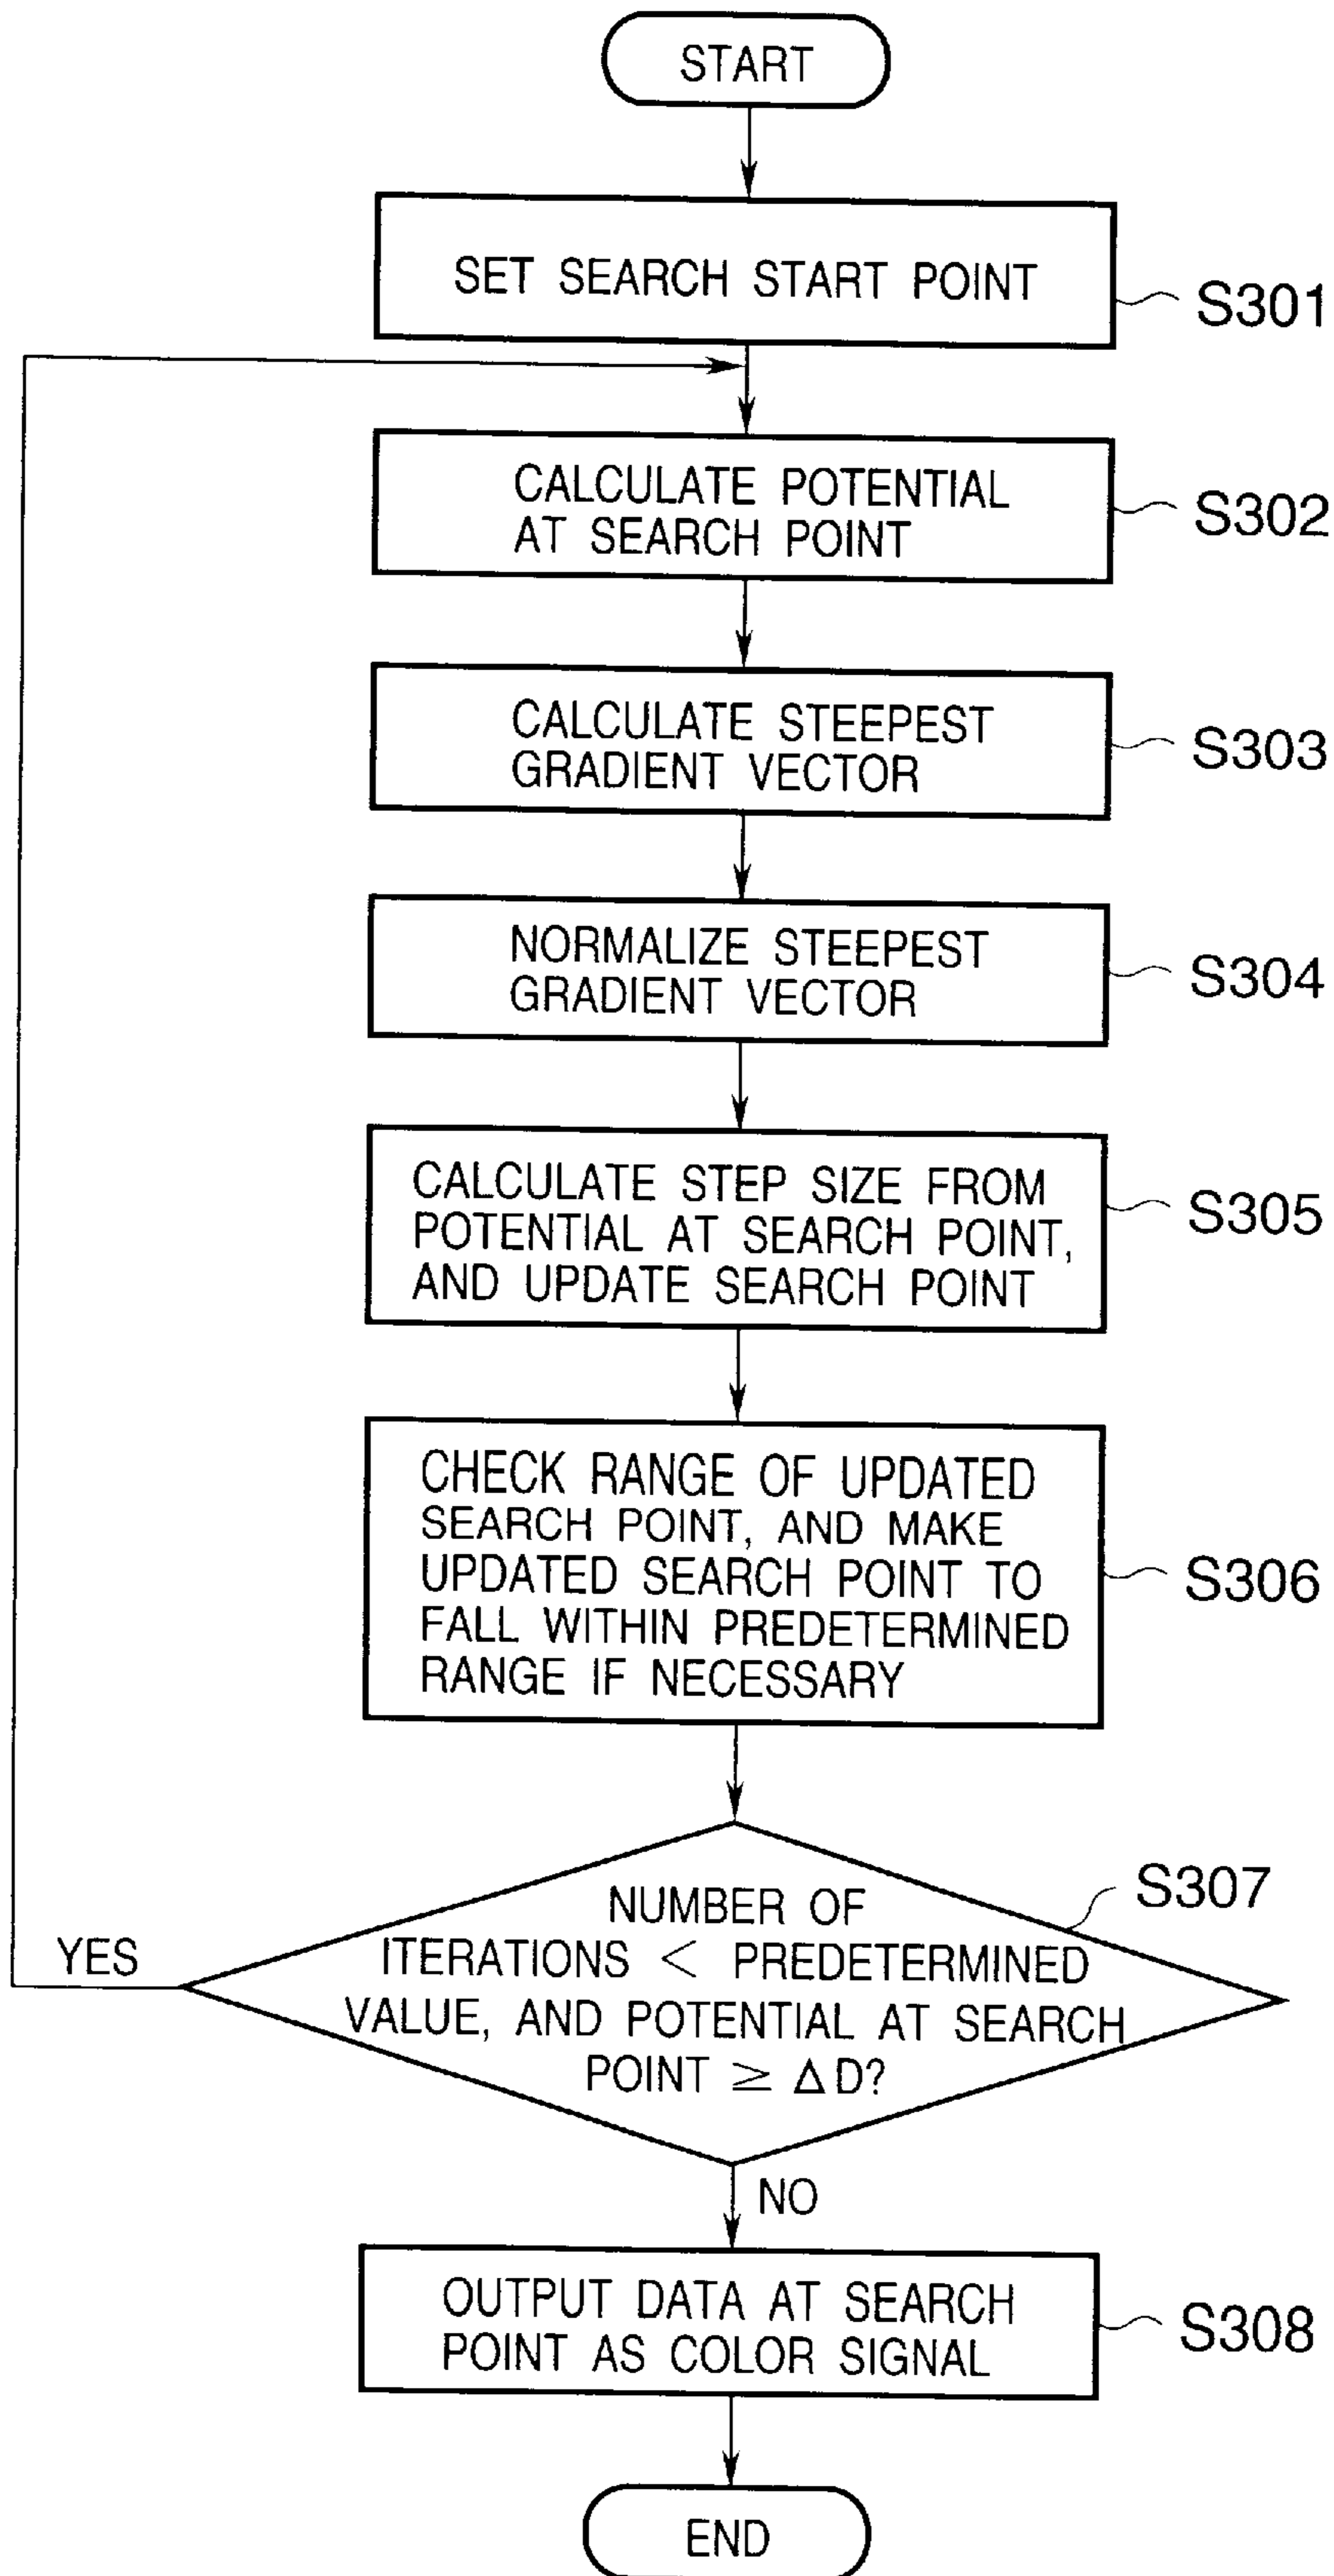 START
SET SEARCH START POINT
S301
CALCULATE POTENTIAL
AT SEARCH POINT
S302
CALCULATE STEEPEST
GRADIENT VECTOR
S303
NORMALIZE STEEPEST
GRADIENT VECTOR
S304
CALCULATE STEP SIZE FROM
POTENTIAL AT SEARCH POINT,
AND UPDATE SEARCH POINT
S305
CHECK RANGE OF UPDATED
SEARCH POINT, AND MAKE
UPDATED SEARCH POINT TO
FALL WITHIN PREDETERMINED
RANGE IF NECESSARY
S306
NUMBER OF
ITERATIONS < PREDETERMINED
VALUE, AND POTENTIAL AT SEARCH
POINT ≧ ΔD?
S307
YES
NO
OUTPUT DATA AT SEARCH
POINT AS COLOR SIGNAL
S308
END